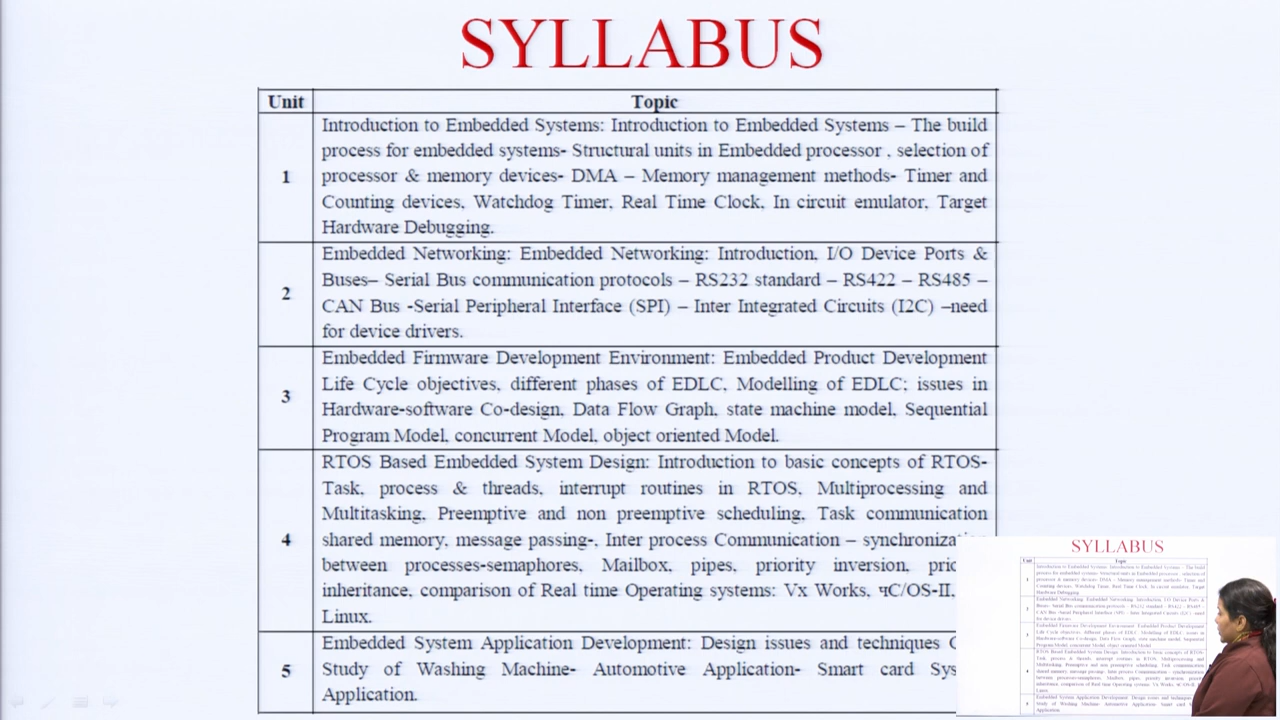 SYLLABUS
Unit Topic
Introduction to Embedded Systems: Introduction to Embedded Systems – The build
process for embedded systems- Structural units in Embedded processor , selection of
1 processor & memory devices- DMA – Memory management methods- Timer and
Counting devices, Watchdog Timer, Real Time Clock, In circuit emulator, Target
Hardware Debugging.
Embedded Networking: Embedded Networking: Introduction, I/O Device Ports &
Buses– Serial Bus communication protocols – RS232 standard – RS422 – RS485 –
2 CAN Bus -Serial Peripheral Interface (SPI) – Inter Integrated Circuits (I2C) –need
for device drivers.
Embedded Firmware Development Environment: Embedded Product Development
Life Cycle objectives, different phases of EDLC, Modelling of EDLC; issues in
3 Hardware-software Co-design, Data Flow Graph, state machine model, Sequential
Program Model, concurrent Model, object oriented Model.
RTOS Based Embedded System Design: Introduction to basic concepts of RTOS-
Task, process & threads, interrupt routines in RTOS, Multiprocessing and
Multitasking, Preemptive and non preemptive scheduling, Task communication
4 shared memory, message passing-, Inter process Communication – synchronization
between processes-semaphores, Mailbox, pipes, priority inversion, priority
inheritance, comparison of Real time Operating systems: Vx Works, чC/OS-II,
Embedded System Application Development: Design issues and techniques
5 Study of Washing Machine- Automotive Application- Smart card
Application
SYLLABUS
Unit Topic